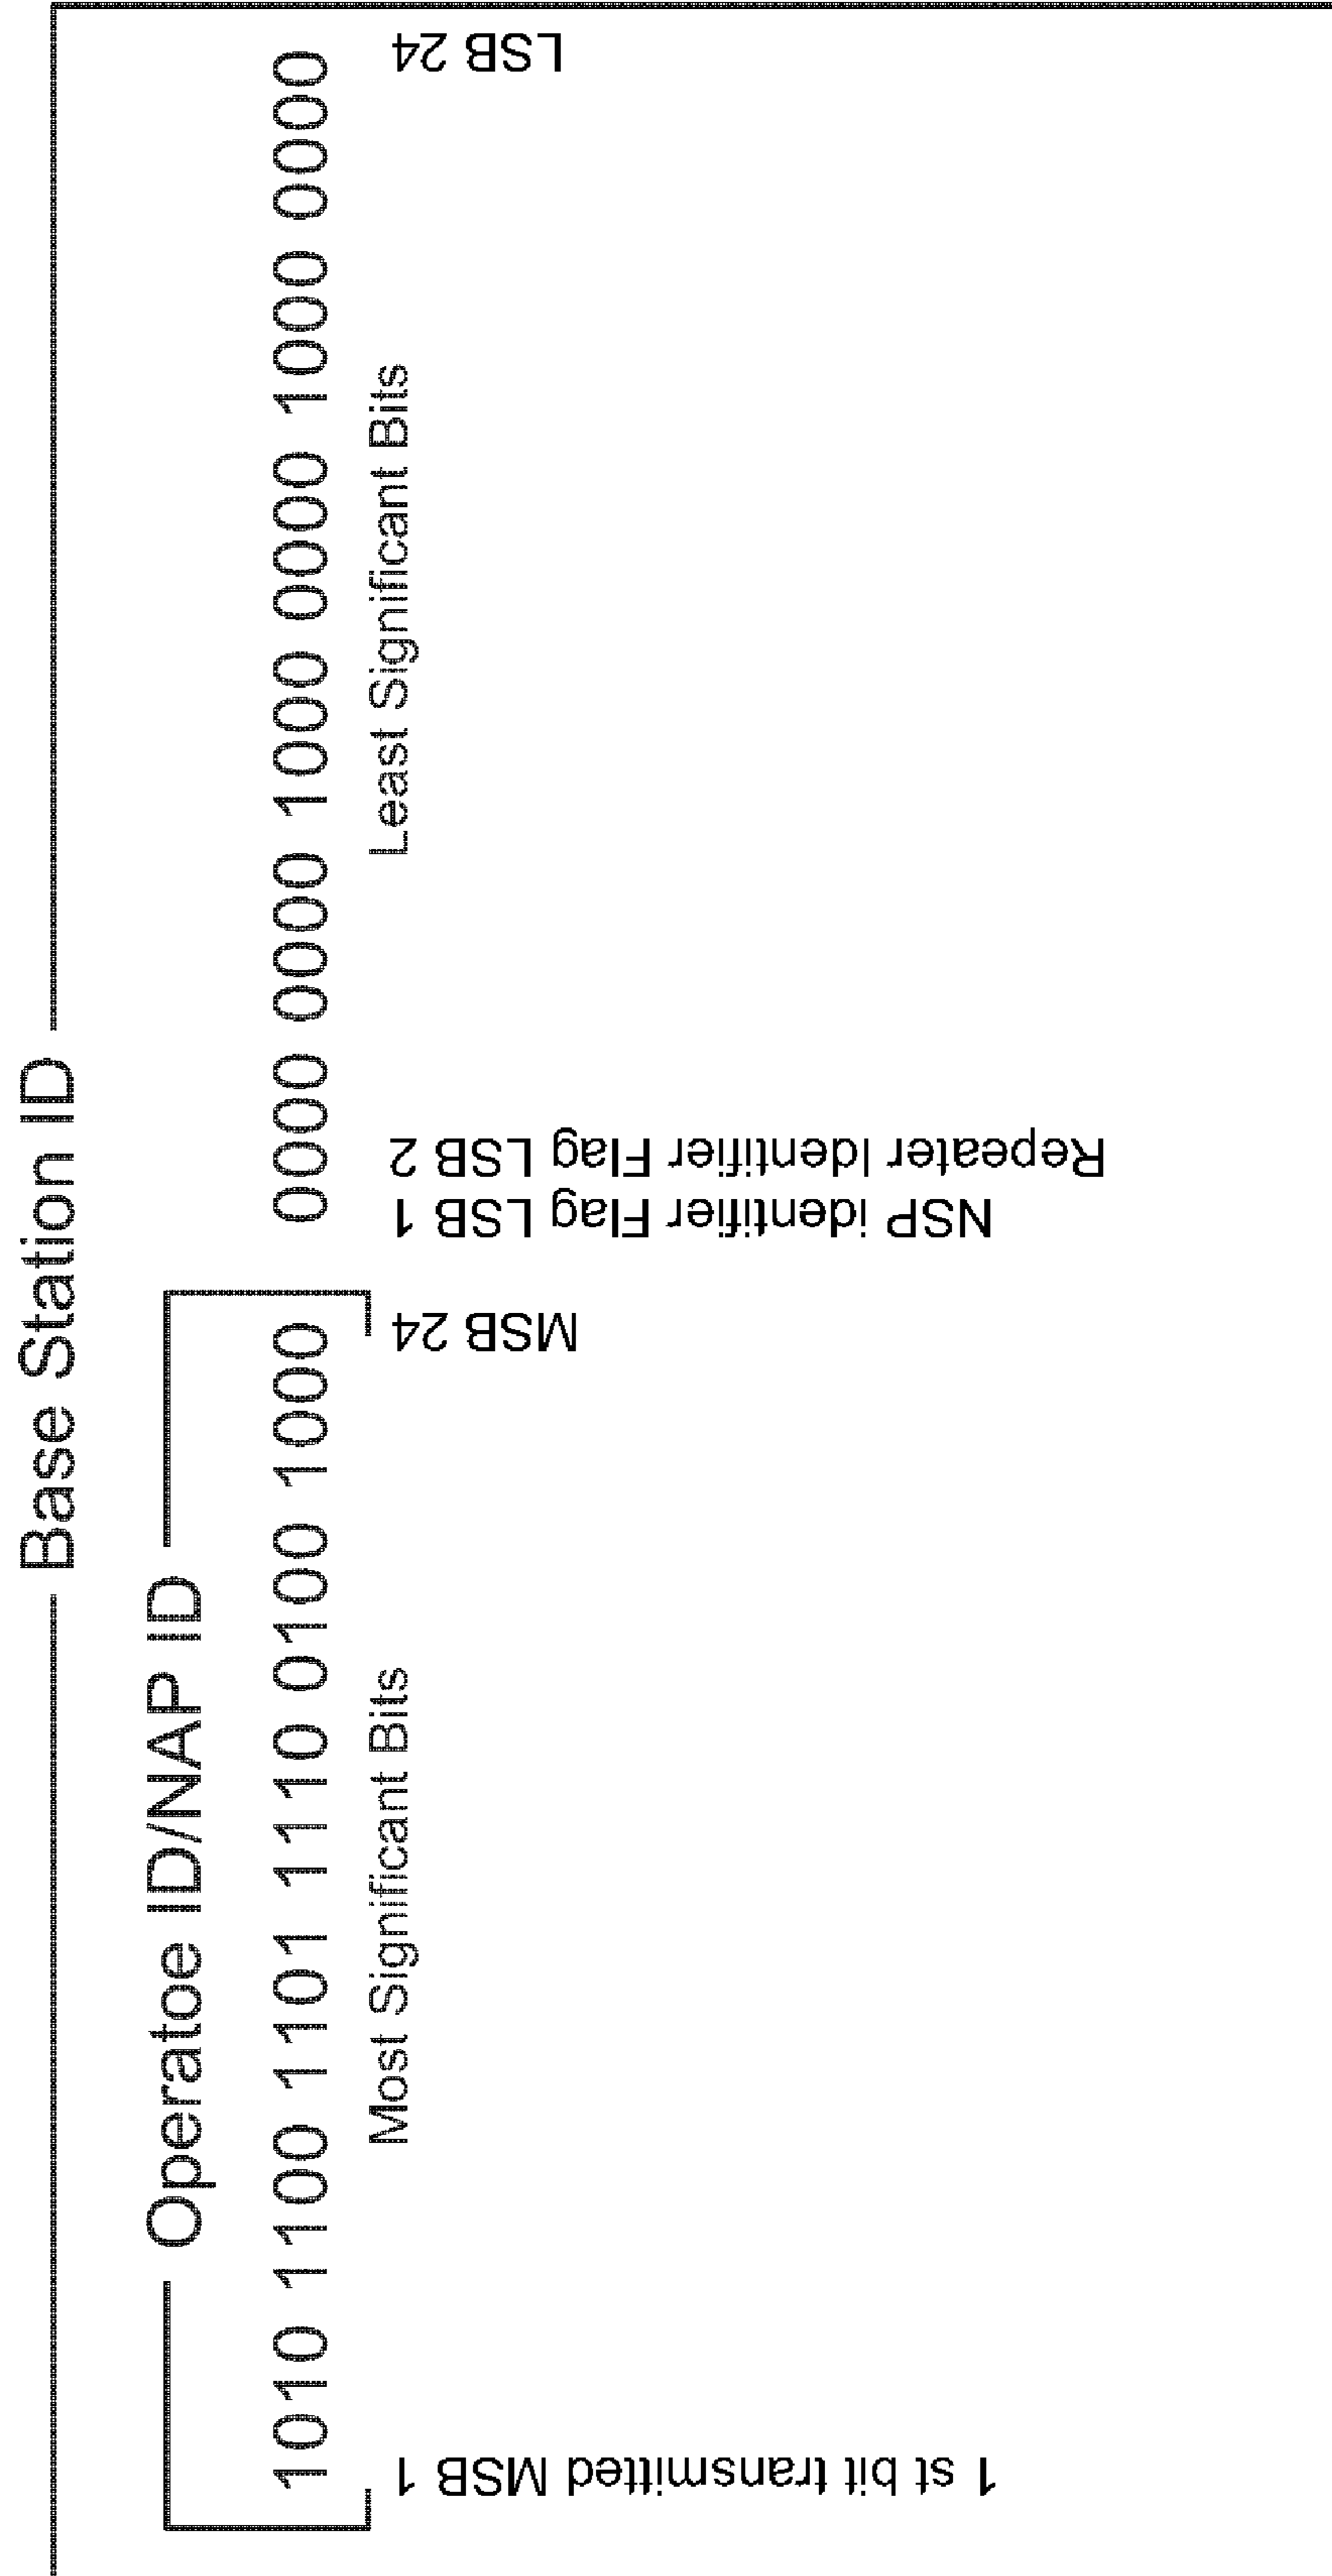 Base Station ID
Operatoe ID/NAP ID
1010 1100 1101 1110 0100 1000 0000 0000 1000 0000 1000 0000
Most Significant Bits
Least Significant Bits
1 st bit transmitted MSB 1
MSB 24
NSP identifier Flag LSB 1
Repeater Identifier Flag LSB 2
LSB 24